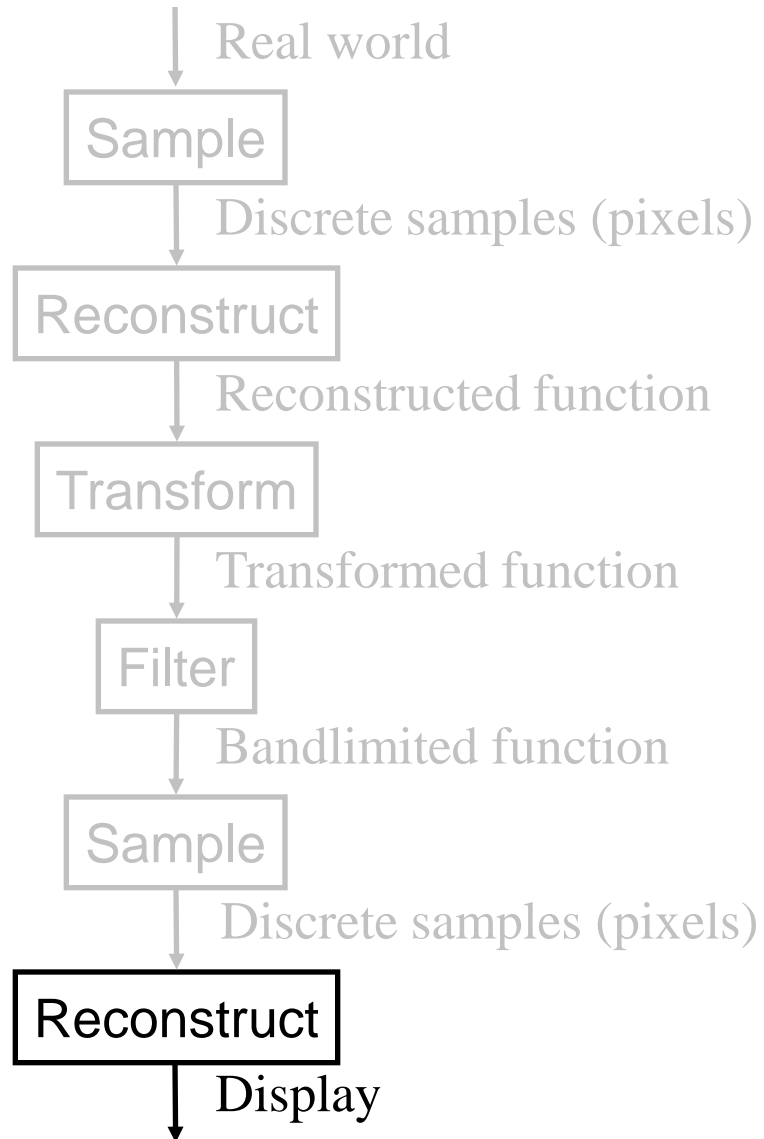 Real world
Sample
Discrete samples (pixels)
Reconstruct
Reconstructed function
Transform
Transformed function
Filter
Bandlimited function
Sample
Discrete samples (pixels)
Reconstruct
Display